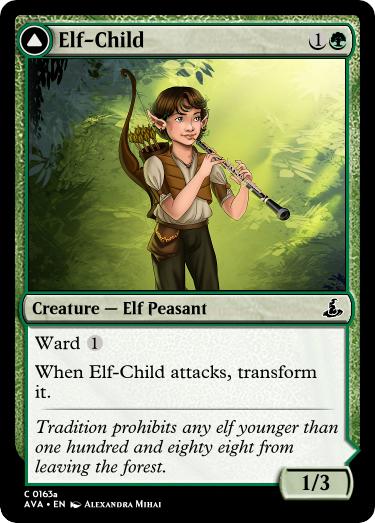 Elf-Child 1
Creature — Elf Peasant
Ward 1
When Elf-Child attacks, transform
it.
Tradition prohibits any elf younger than
one hundred and eighty eight from
leaving the forest.
1/3
C 0163a
AVA • EN Alexandra Mihai